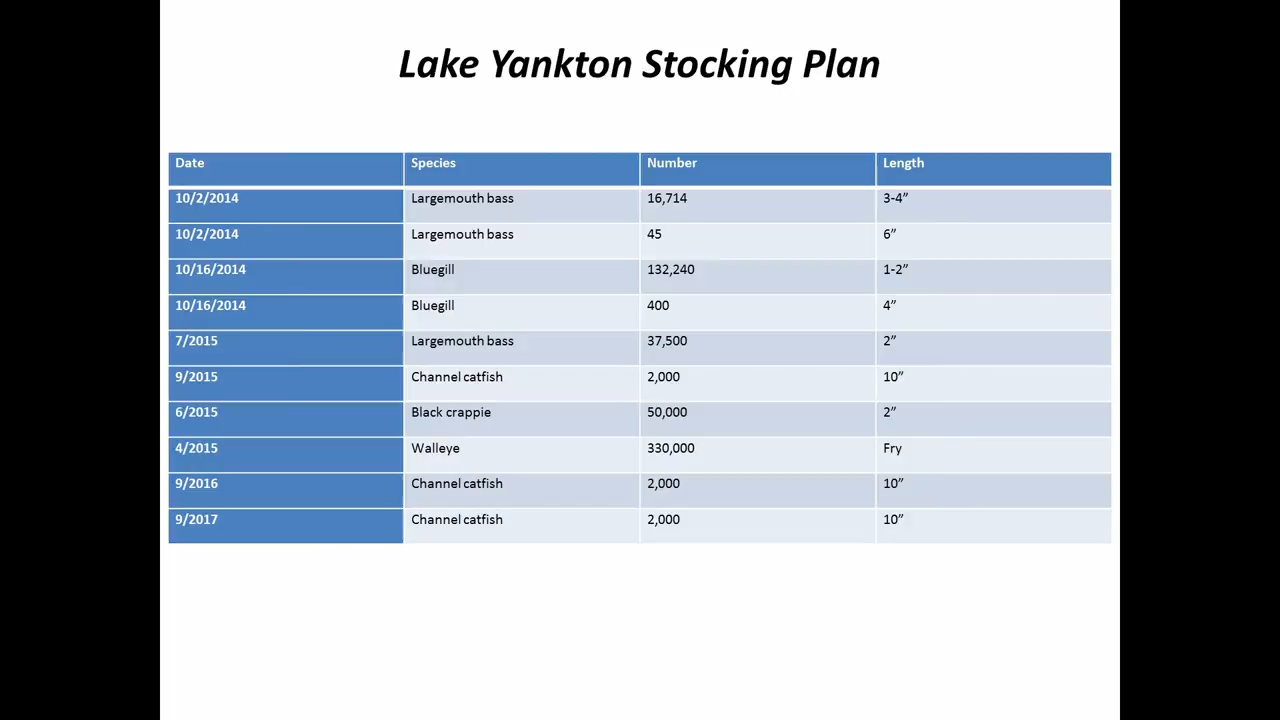 Lake Yankton Stocking Plan
Date Species Number Length
10/2/2014 Largemouth bass 16,714 3-4”
10/2/2014 Largemouth bass 45 6”
10/16/2014 Bluegill 132,240 1-2”
10/16/2014 Bluegill 400 4”
7/2015 Largemouth bass 37,500 2”
9/2015 Channel catfish 2,000 10”
6/2015 Black crappie 50,000 2”
4/2015 Walleye 330,000 Fry
9/2016 Channel catfish 2,000 10”
9/2017 Channel catfish 2,000 10”